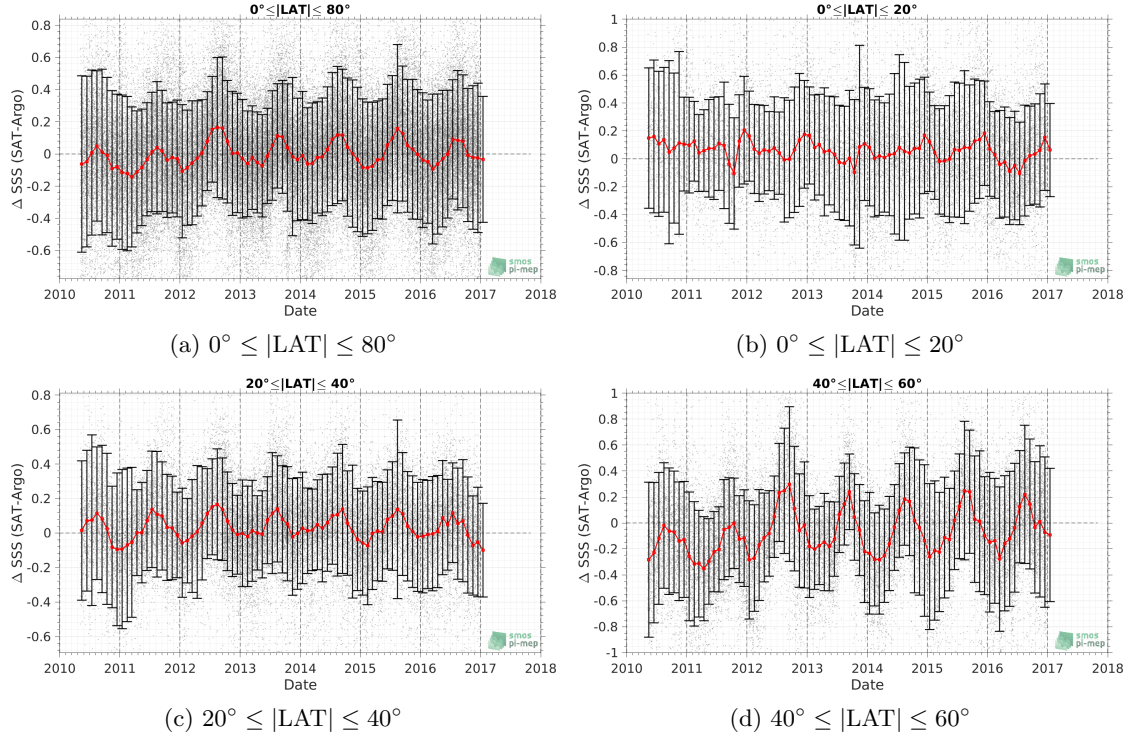 0°≤|LAT|≤ 80°
Δ SSS (SAT-Argo)
0.8
0.6
0.4
0.2
0
-0.2
-0.4
-0.6
2010 2011 2012 2013 2014 2015 2016 2017 2018
Date
smos
pi-mep
(a) 0° ≤ |LAT| ≤ 80°
0°≤|LAT|≤ 20°
Δ SSS (SAT-Argo)
1
0.8
0.6
0.4
0.2
0
-0.2
-0.4
-0.6
-0.8
2010 2011 2012 2013 2014 2015 2016 2017 2018
Date
smos
pi-mep
(b) 0° ≤ |LAT| ≤ 20°
20°≤|LAT|≤ 40°
Δ SSS (SAT-Argo)
0.8
0.6
0.4
0.2
0
-0.2
-0.4
-0.6
2010 2011 2012 2013 2014 2015 2016 2017 2018
Date
smos
pi-mep
(c) 20° ≤ |LAT| ≤ 40°
40°≤|LAT|≤ 60°
Δ SSS (SAT-Argo)
1
0.8
0.6
0.4
0.2
0
-0.2
-0.4
-0.6
-0.8
-1
2010 2011 2012 2013 2014 2015 2016 2017 2018
Date
smos
pi-mep
(d) 40° ≤ |LAT| ≤ 60°